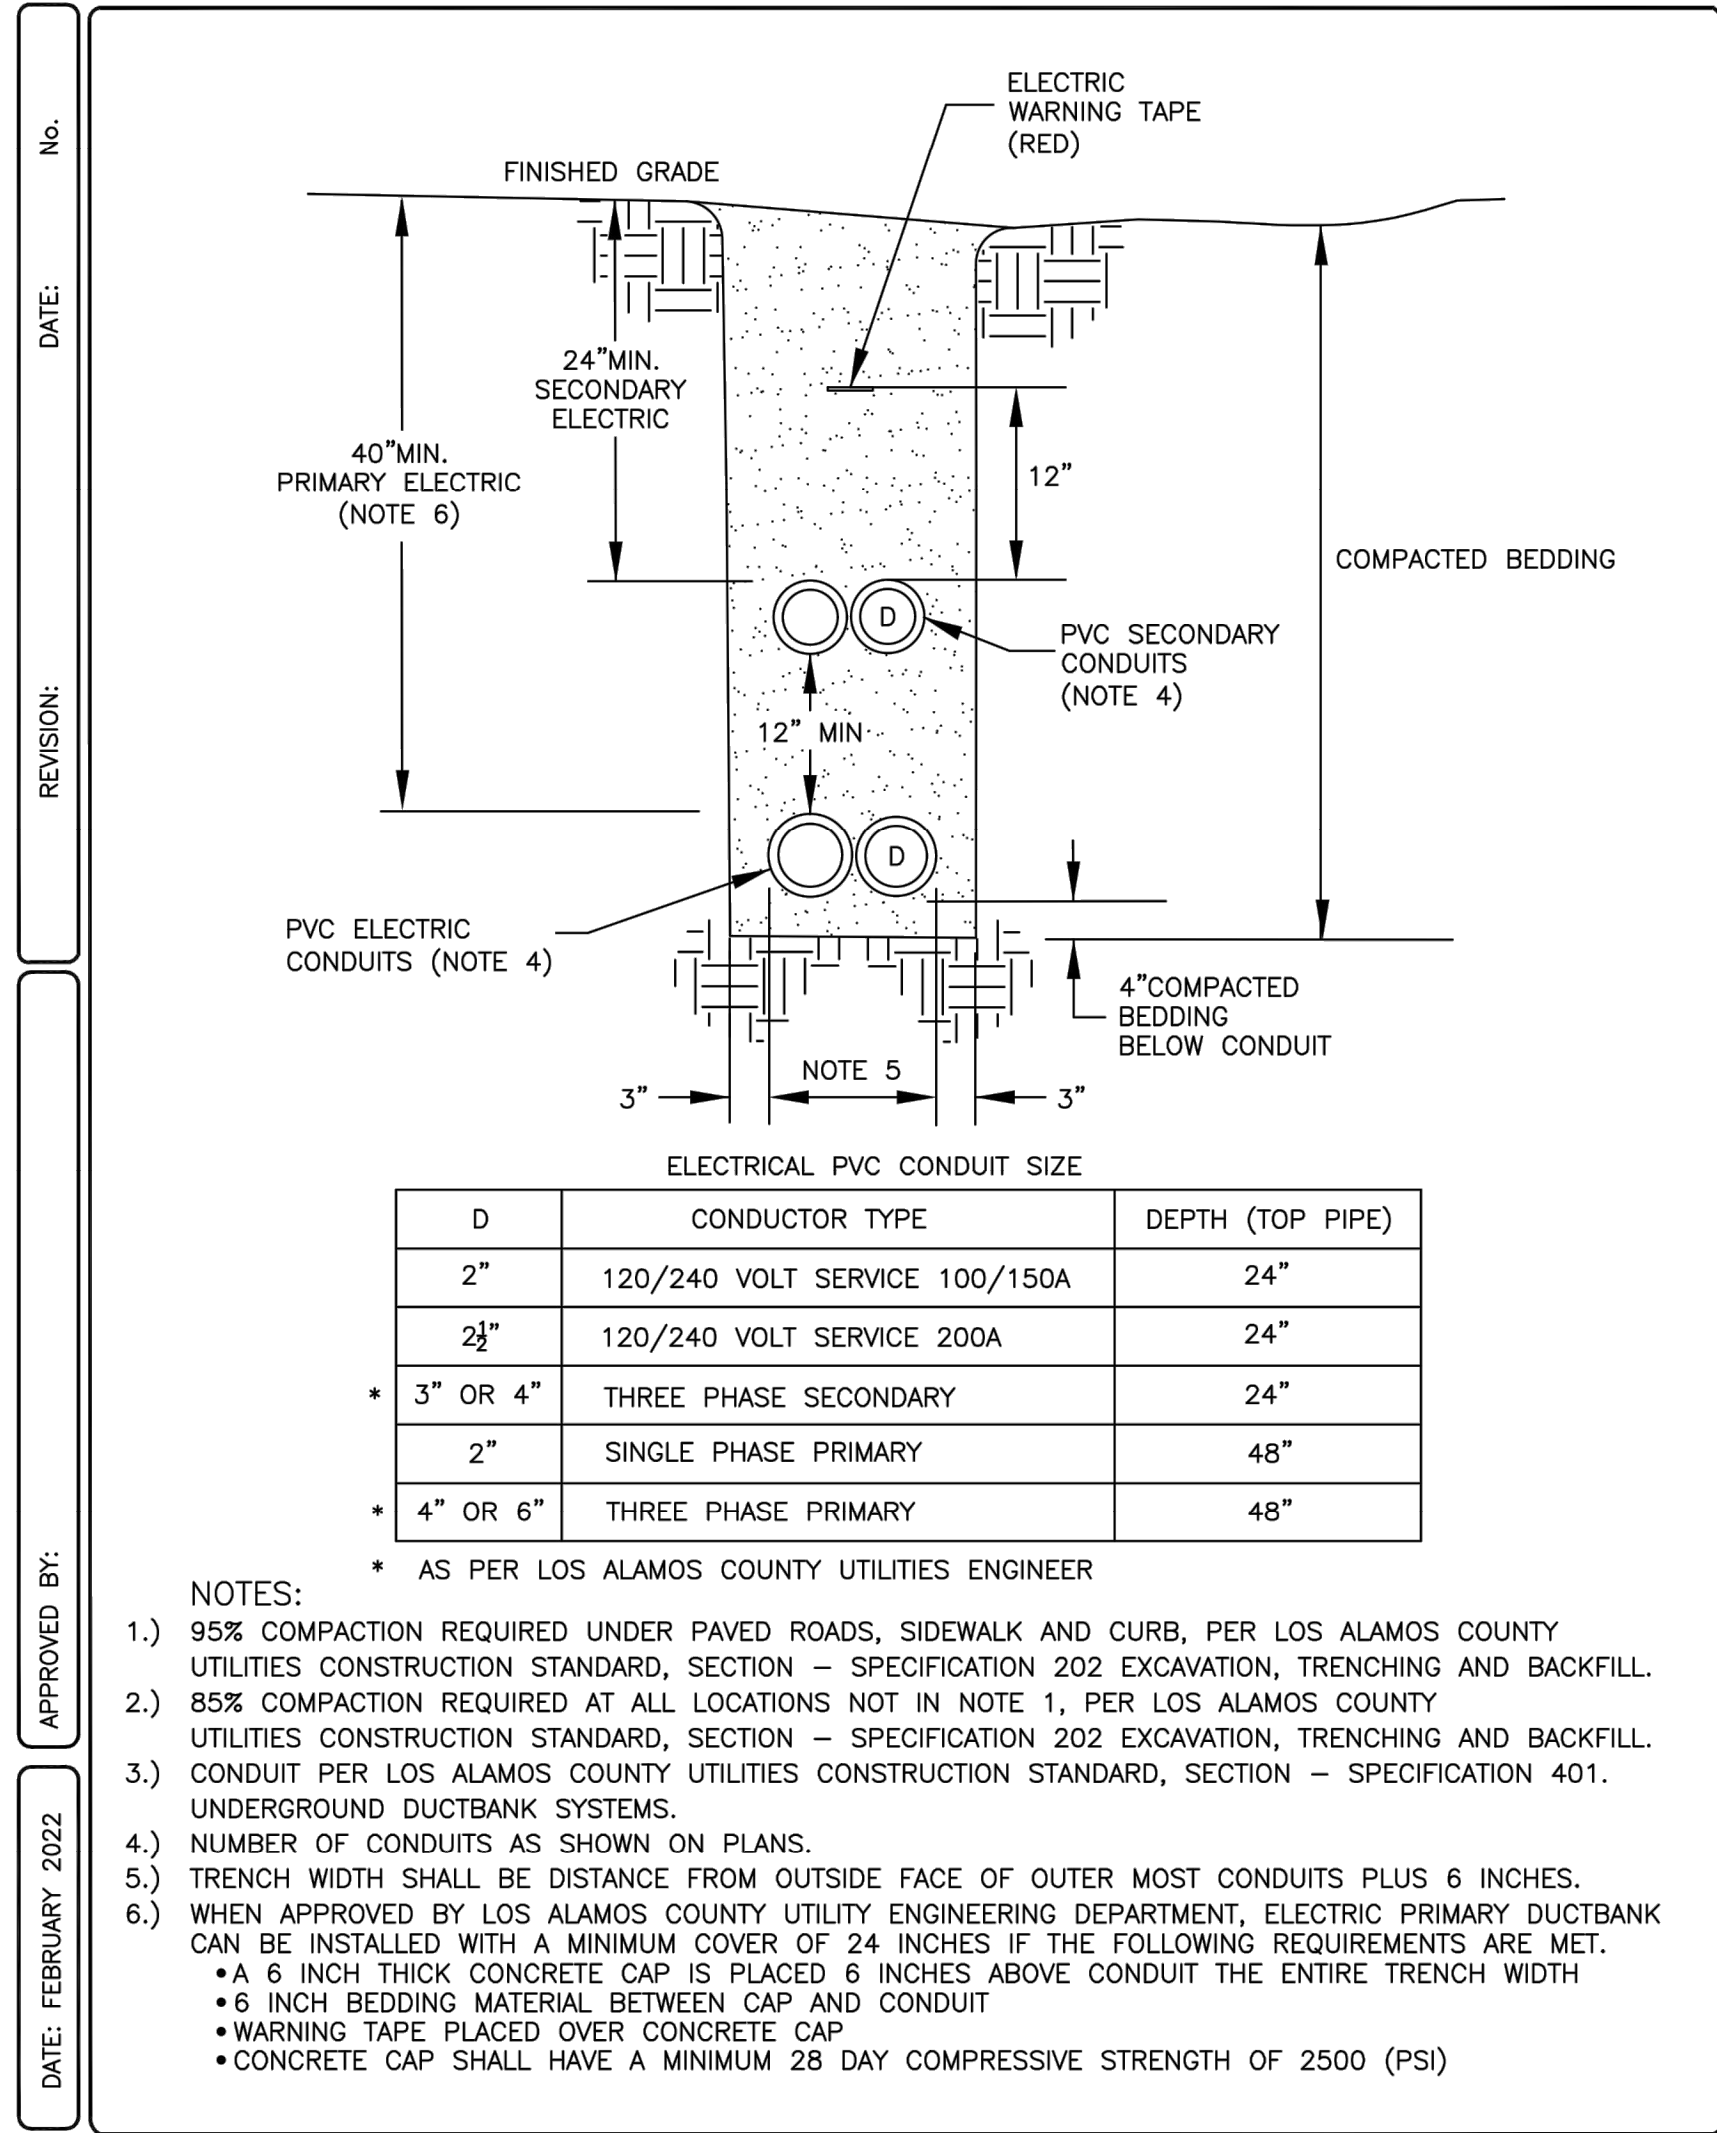 No.
DATE:
REVISION:
APPROVED BY:
DATE: FEBRUARY 2022
ELECTRIC
WARNING TAPE
(RED)
FINISHED GRADE
24"MIN.
SECONDARY
ELECTRIC
40"MIN.
PRIMARY ELECTRIC
(NOTE 6)
12"
COMPACTED BEDDING
D
PVC SECONDARY
CONDUITS
(NOTE 4)
12" MIN
D
PVC ELECTRIC
CONDUITS (NOTE 4)
4"COMPACTED
BEDDING
BELOW CONDUIT
NOTE 5
3"
3"
ELECTRICAL PVC CONDUIT SIZE
D CONDUCTOR TYPE DEPTH (TOP PIPE)
2" 120/240 VOLT SERVICE 100/150A 24"
2½" 120/240 VOLT SERVICE 200A 24"
* 3" OR 4" THREE PHASE SECONDARY 24"
2" SINGLE PHASE PRIMARY 48"
* 4" OR 6" THREE PHASE PRIMARY 48"
* AS PER LOS ALAMOS COUNTY UTILITIES ENGINEER
NOTES:
1.) 95% COMPACTION REQUIRED UNDER PAVED ROADS, SIDEWALK AND CURB, PER LOS ALAMOS COUNTY
UTILITIES CONSTRUCTION STANDARD, SECTION – SPECIFICATION 202 EXCAVATION, TRENCHING AND BACKFILL.
2.) 85% COMPACTION REQUIRED AT ALL LOCATIONS NOT IN NOTE 1, PER LOS ALAMOS COUNTY
UTILITIES CONSTRUCTION STANDARD, SECTION – SPECIFICATION 202 EXCAVATION, TRENCHING AND BACKFILL.
3.) CONDUIT PER LOS ALAMOS COUNTY UTILITIES CONSTRUCTION STANDARD, SECTION – SPECIFICATION 401.
UNDERGROUND DUCTBANK SYSTEMS.
4.) NUMBER OF CONDUITS AS SHOWN ON PLANS.
5.) TRENCH WIDTH SHALL BE DISTANCE FROM OUTSIDE FACE OF OUTER MOST CONDUITS PLUS 6 INCHES.
6.) WHEN APPROVED BY LOS ALAMOS COUNTY UTILITY ENGINEERING DEPARTMENT, ELECTRIC PRIMARY DUCTBANK
CAN BE INSTALLED WITH A MINIMUM COVER OF 24 INCHES IF THE FOLLOWING REQUIREMENTS ARE MET.
• A 6 INCH THICK CONCRETE CAP IS PLACED 6 INCHES ABOVE CONDUIT THE ENTIRE TRENCH WIDTH
• 6 INCH BEDDING MATERIAL BETWEEN CAP AND CONDUIT
• WARNING TAPE PLACED OVER CONCRETE CAP
• CONCRETE CAP SHALL HAVE A MINIMUM 28 DAY COMPRESSIVE STRENGTH OF 2500 (PSI)